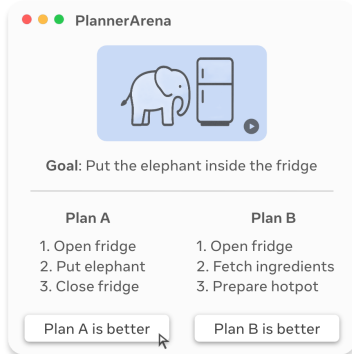 PlannerArena
Goal: Put the elephant inside the fridge
Plan A
1. Open fridge
2. Put elephant
3. Close fridge
Plan B
1. Open fridge
2. Fetch ingredients
3. Prepare hotpot
Plan A is better
Plan B is better